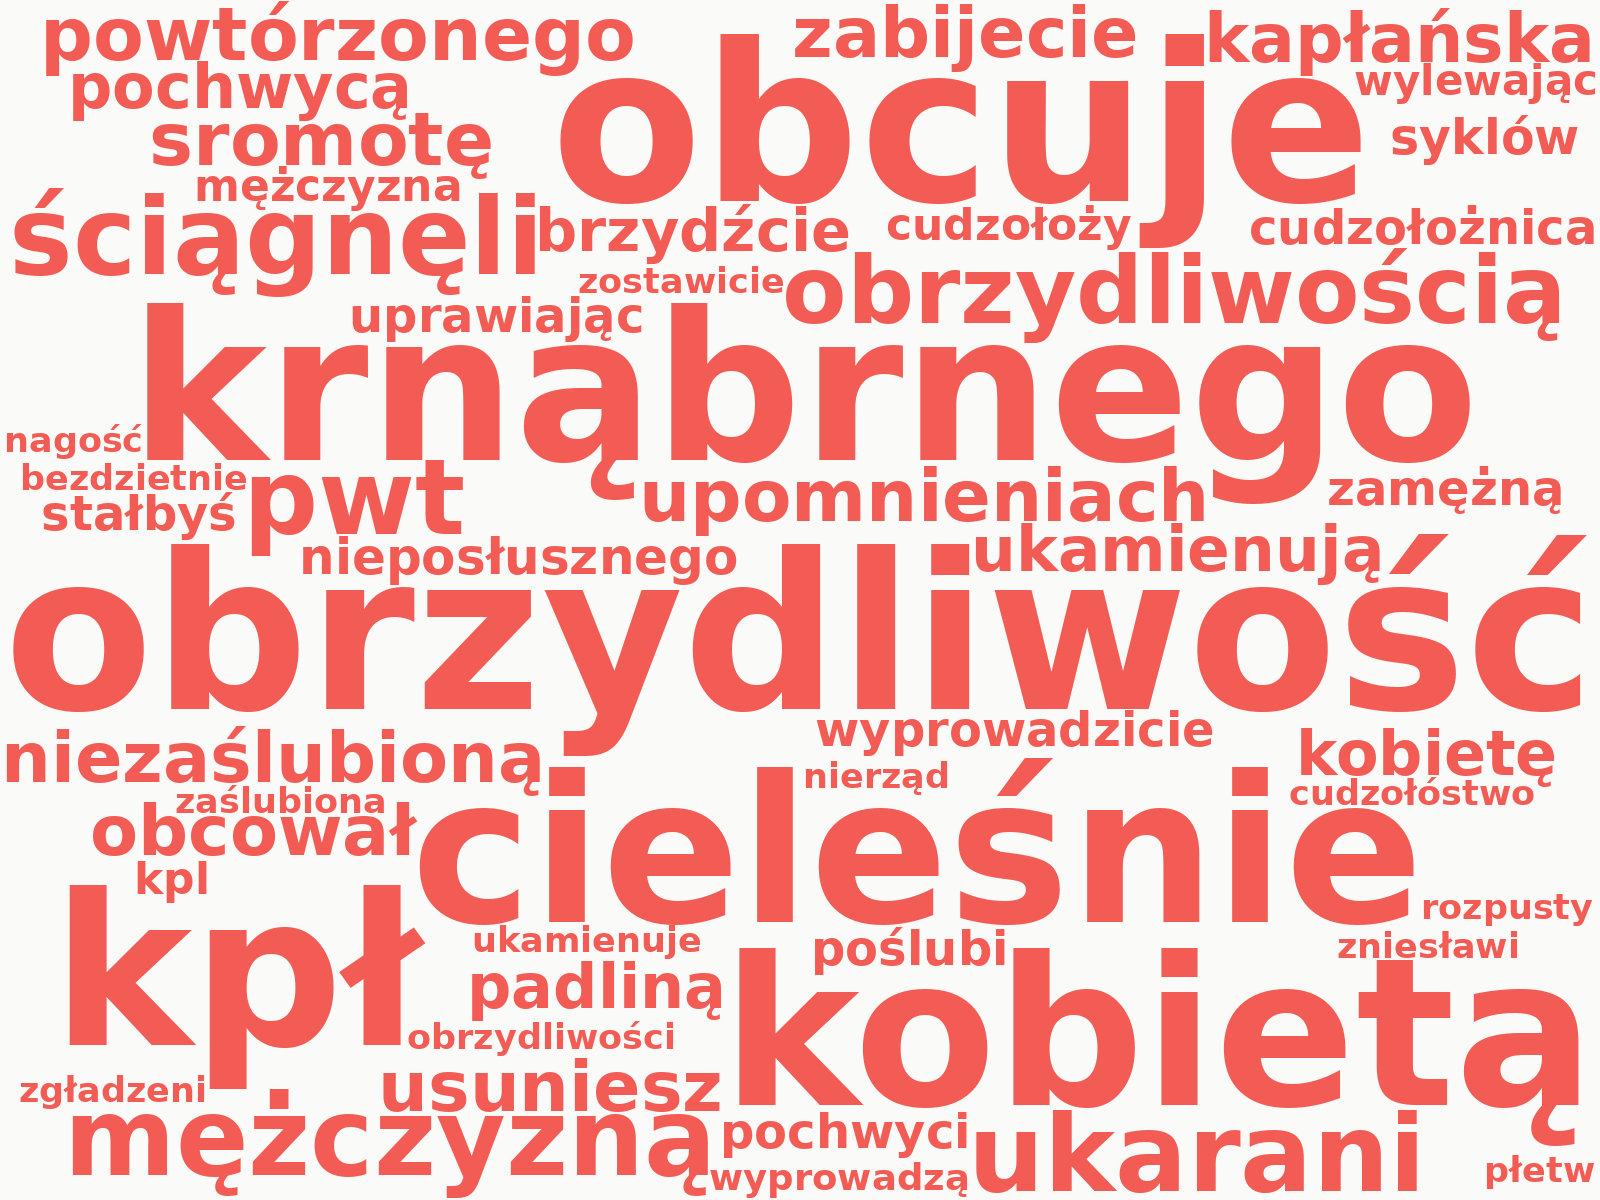 powtórzonego
zabijecie
kapłańska
pochwycą
obcuje
wylewając
sromotę
syklów
mężczyzna
ściągnęli
brzydźcie
cudzołoży
cudzołożnica
zostawicie
obrzydliwością
uprawiając
krnąbrnego
nagość
bezdzietnie
stałbyś
pwt
upomnieniach
zamężną
nieposłusznego
ukamienują
obrzydliwość
niezaślubioną
wyprowadzicie
kobietę
nierząd
zaślubiona
cudzołóstwo
obcował
cieleśnie
kpl
kpł
rozpusty
ukamienuje
poślubi
zniesławi
padliną
kobietą
obrzydliwości
zgładzeni
usuniesz
mężczyzną
pochwyci
ukarani
wyprowadzą
płetw